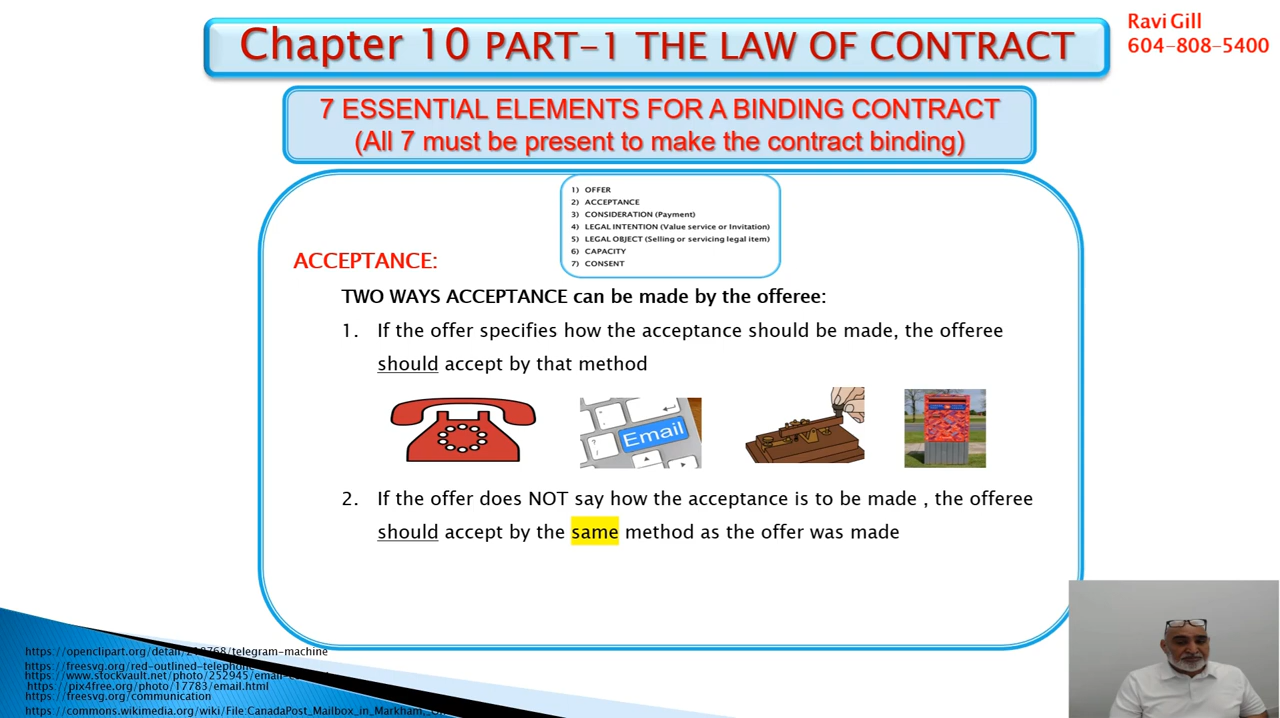 Chapter 10 PART-1 THE LAW OF CONTRACT
Ravi Gill
604-808-5400
7 ESSENTIAL ELEMENTS FOR A BINDING CONTRACT
(All 7 must be present to make the contract binding)
1) OFFER
2) ACCEPTANCE
3) CONSIDERATION (Payment)
4) LEGAL INTENTION (Value service or Invitation)
5) LEGAL OBJECT (Selling or servicing legal item)
6) CAPACITY
7) CONSENT
ACCEPTANCE:
TWO WAYS ACCEPTANCE can be made by the offeree:
1. If the offer specifies how the acceptance should be made, the offeree
should accept by that method
Email
2. If the offer does NOT say how the acceptance is to be made , the offeree
should accept by the same method as the offer was made
https://openclipart.org/detail/219768/telegram-machine
https://freesvg.org/red-outlined-telephone
https://www.stockvault.net/photo/252945/email-
https://pix4free.org/photo/17783/email.html
https://freesvg.org/communication
https://commons.wikimedia.org/wiki/File:CanadaPost_Mailbox_in_Markham,